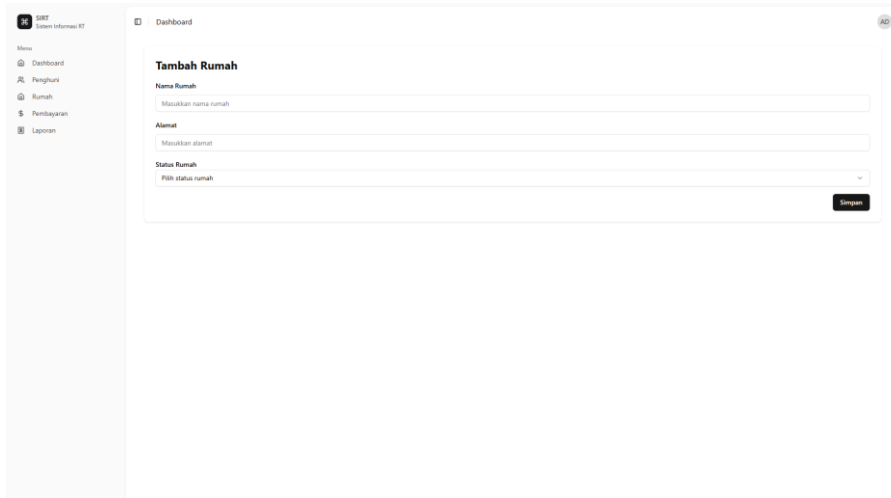 SIRT
Sistem Informasi RT
Menu
Dashboard
Penghuni
Rumah
Pembayaran
Laporan
Dashboard
AD
Tambah Rumah
Nama Rumah
Masukkan nama rumah
Alamat
Masukkan alamat
Status Rumah
Pilih status rumah
Simpan